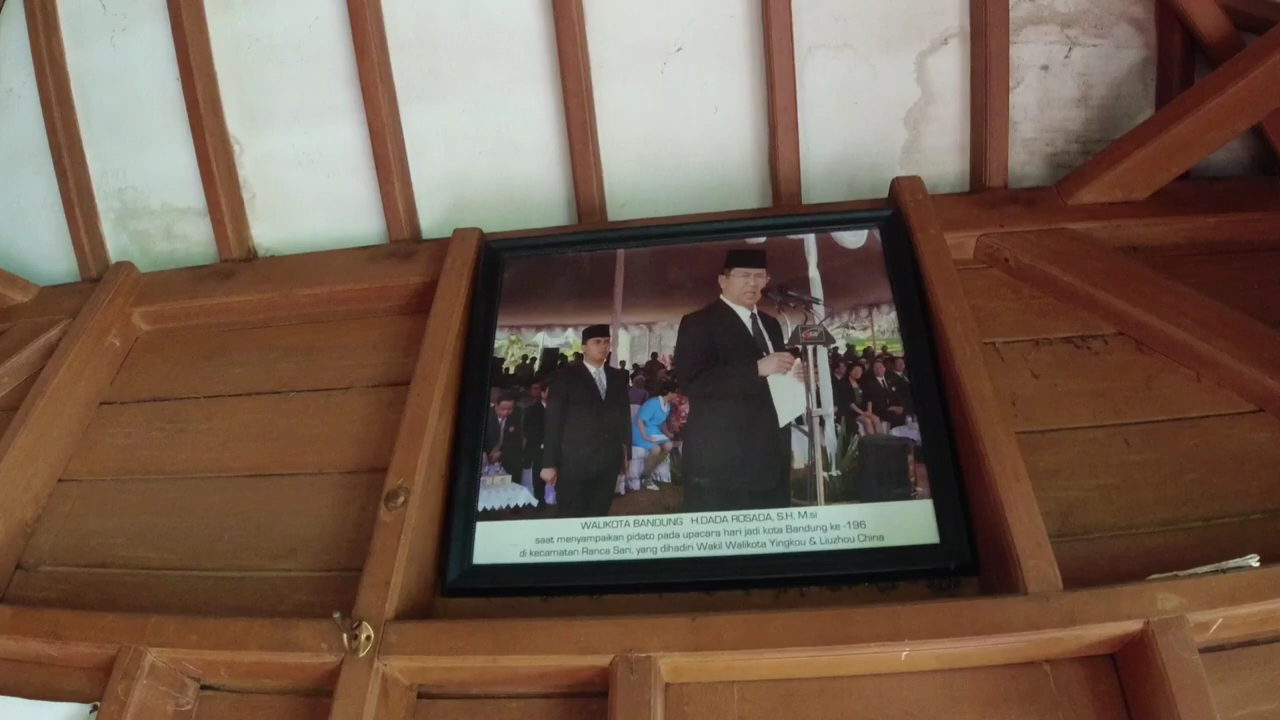 WALIKOTA BANDUNG H.DADA ROSADA, S.H. M.si
saat menyampaikan pidato pada upacara hari jadi kota Bandung ke -196
di kecamatan Ranca Sari, yang dihadiri Wakil Walikota Yingkou & Liuzhou China